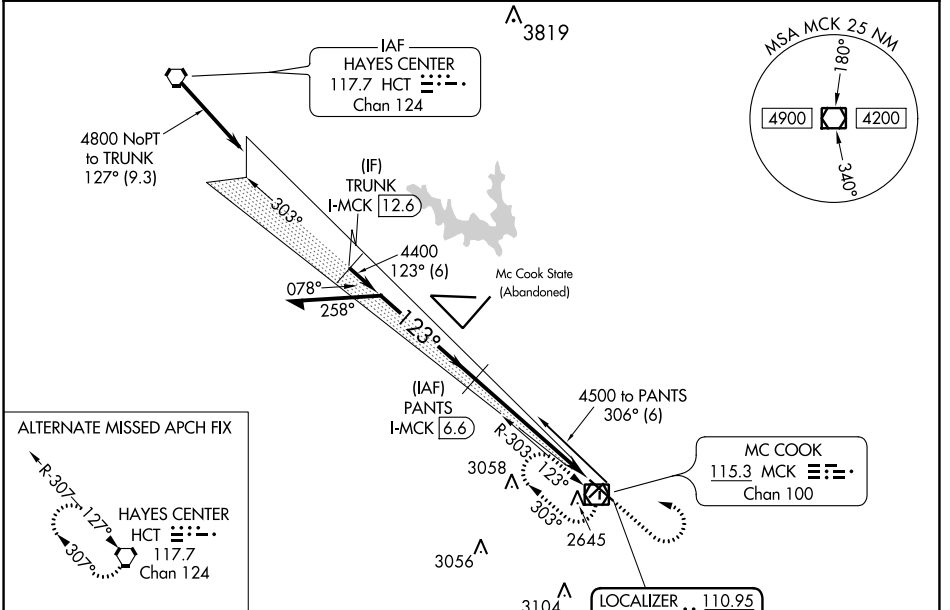 3819
IAF
HAYES CENTER
117.7 HCT
Chan 124
MSA MCK 25 NM
180°
4900
4200
340°
4800 NoPT
to TRUNK
127° (9.3)
(IF)
TRUNK
I-MCK 12.6
303°
4400
123° (6)
Mc Cook State
(Abandoned)
078°
258°
123°
(IAF)
PANTS
I-MCK 6.6
4500 to PANTS
306° (6)
R-303
123°
303°
3058
2645
MC COOK
115.3 MCK
Chan 100
ALTERNATE MISSED APCH FIX
R-307
127°
307°
HAYES CENTER
HCT
117.7
Chan 124
3056
3104
LOCALIZER 110.95